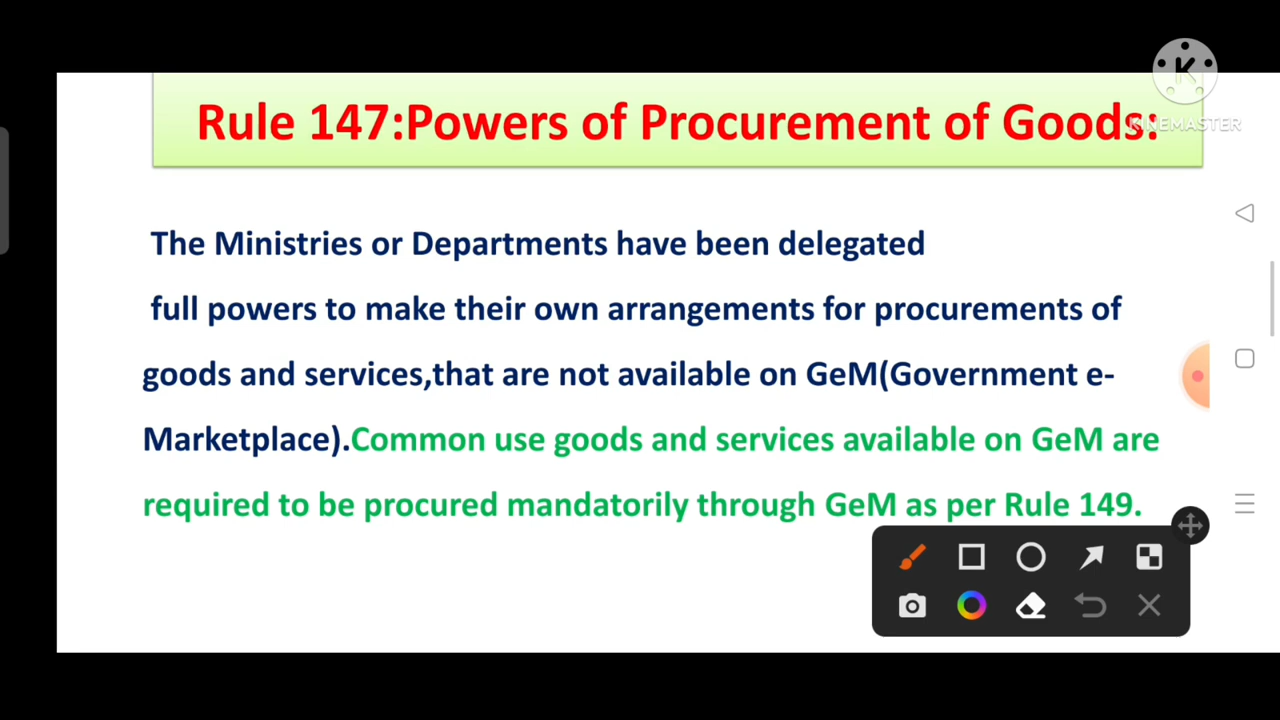 Rule 147:Powers of Procurement of Goods:
KINEMASTER
The Ministries or Departments have been delegated
full powers to make their own arrangements for procurements of
goods and services,that are not available on GeM(Government e-
Marketplace).Common use goods and services available on GeM are
required to be procured mandatorily through GeM as per Rule 149.